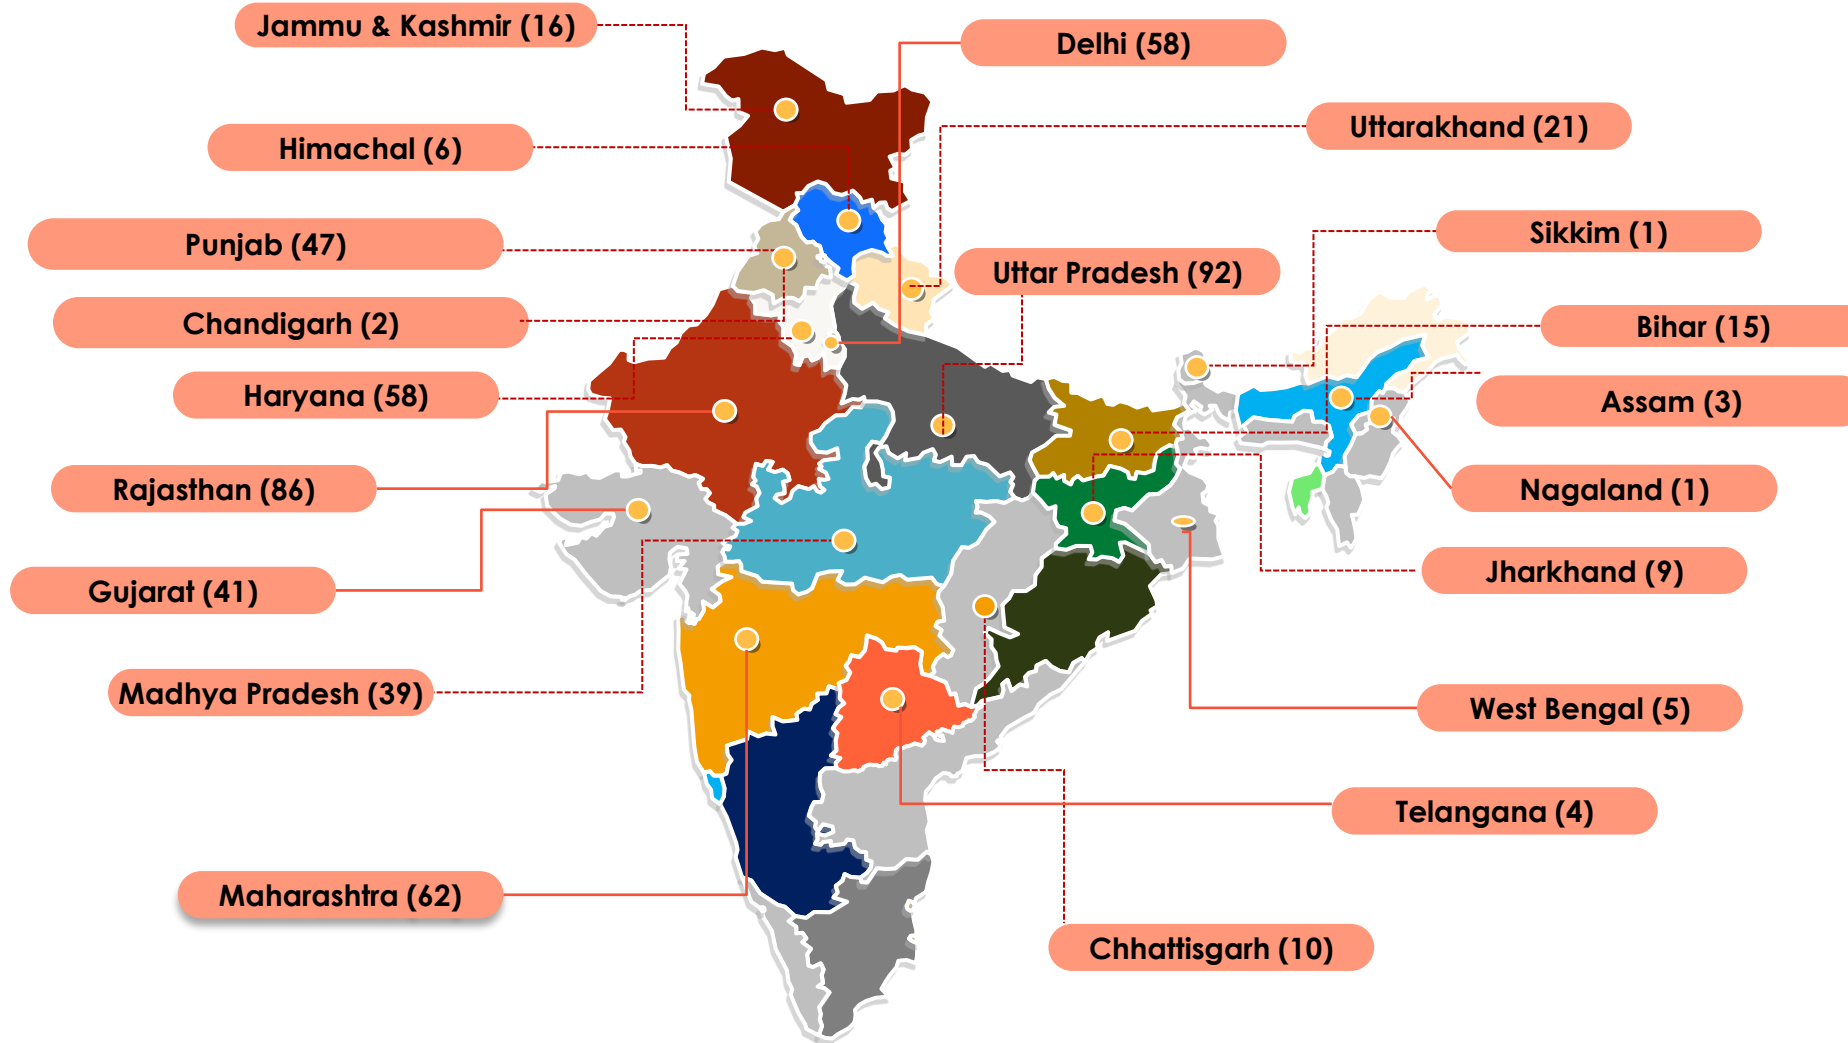 Jammu & Kashmir (16)
Delhi (58)
Himachal (6)
Uttarakhand (21)
Punjab (47)
Sikkim (1)
Uttar Pradesh (92)
Chandigarh (2)
Bihar (15)
Haryana (58)
Assam (3)
Rajasthan (86)
Nagaland (1)
Gujarat (41)
Jharkhand (9)
Madhya Pradesh (39)
West Bengal (5)
Telangana (4)
Maharashtra (62)
Chhattisgarh (10)